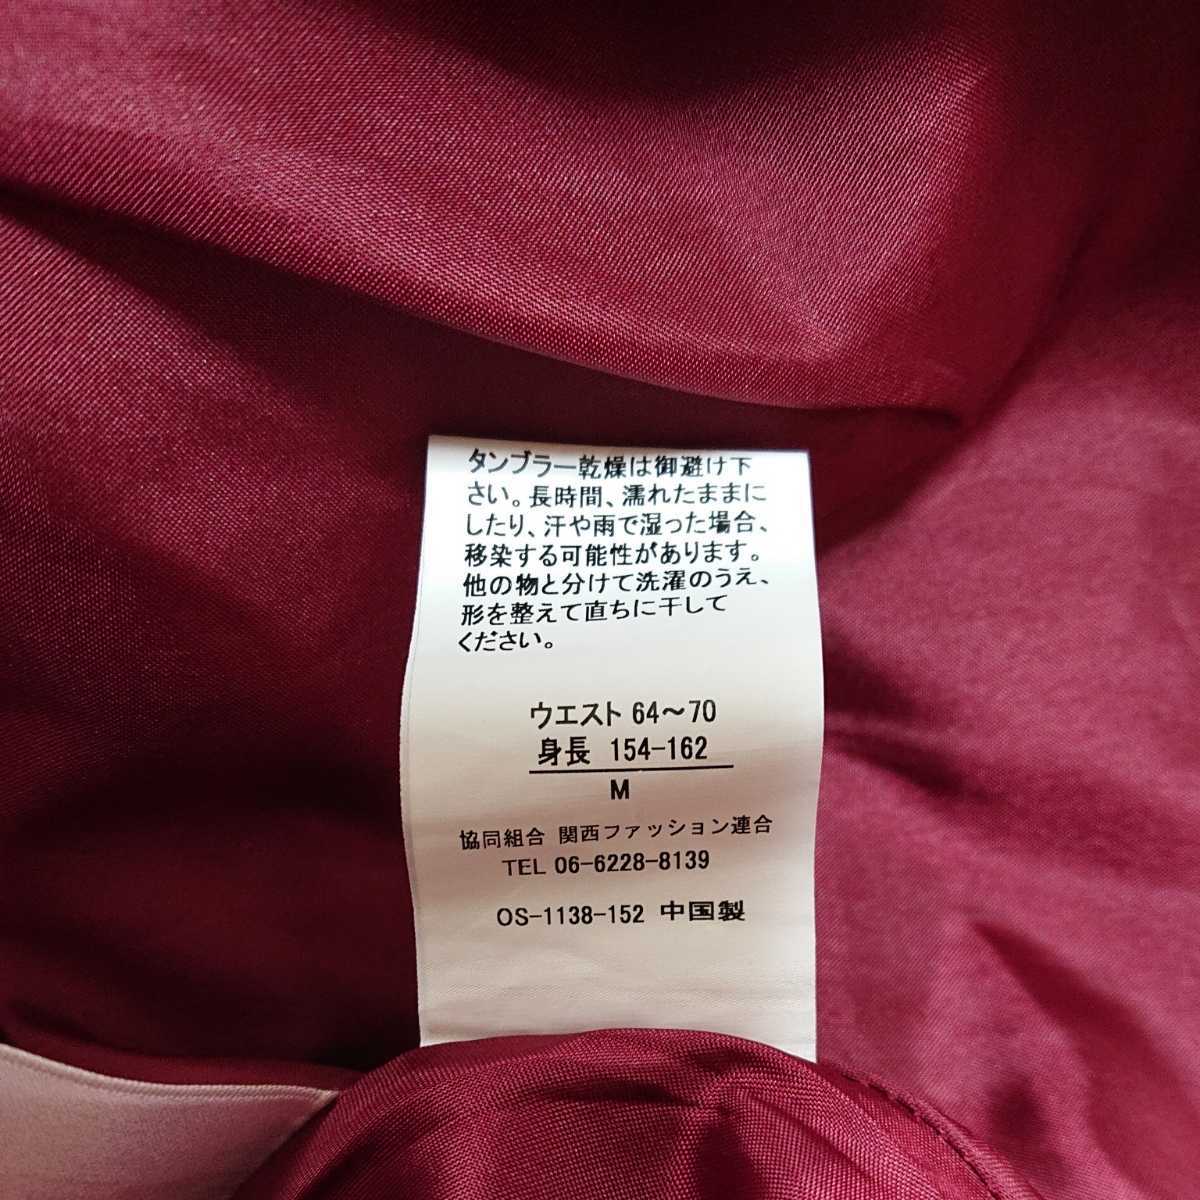 タンブラー乾燥は御避け下
さい。長時間、濡れたままに
したり、汗や雨で湿った場合、
移染する可能性があります。
他の物と分けて洗濯のうえ、
形を整えて直ちに干して
ください。
ウエスト 64～70
身長 154-162
M
協同組合 関西ファッション連合
TEL 06-6228-8139
OS-1138-152 中国製